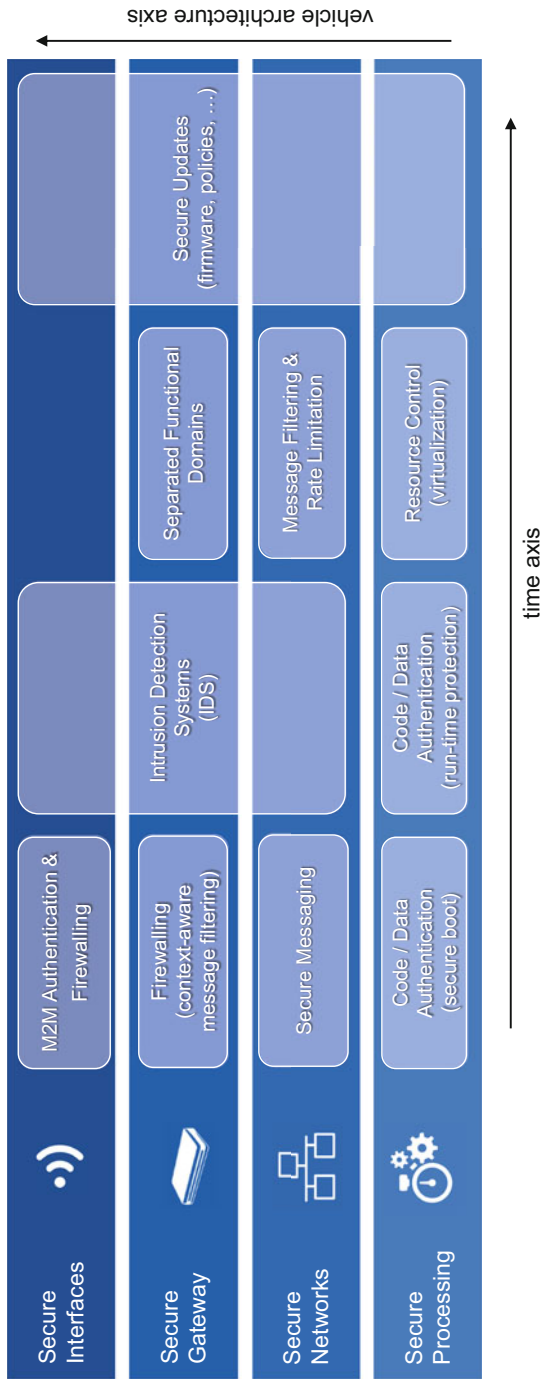 Secure
Interfaces
M2M Authentication &
Firewalling
Secure
Gateway
Firewalling
(context-aware
message filtering)
Intrusion Detection
Systems
(IDS)
Separated Functional
Domains
Secure Updates
(firmware, policies, …)
Secure
Networks
Secure Messaging
Message Filtering &
Rate Limitation
Secure
Processing
Code / Data
Authentication
(secure boot)
Code / Data
Authentication
(run-time protection)
Resource Control
(virtualization)
time axis
vehicle architecture axis